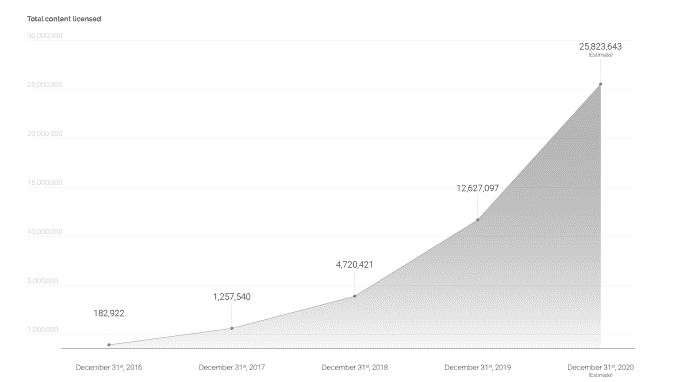 Total content licensed
30,000,000
25,823,643
(Estimate)
25,000,000
20,000,000
15,000,000
12,627,097
10,000,000
5,000,000
4,720,421
1,257,540
182,922
1,000,000
December 31st, 2016
December 31st, 2017
December 31st, 2018
December 31st, 2019
December 31st, 2020
(Estimate)